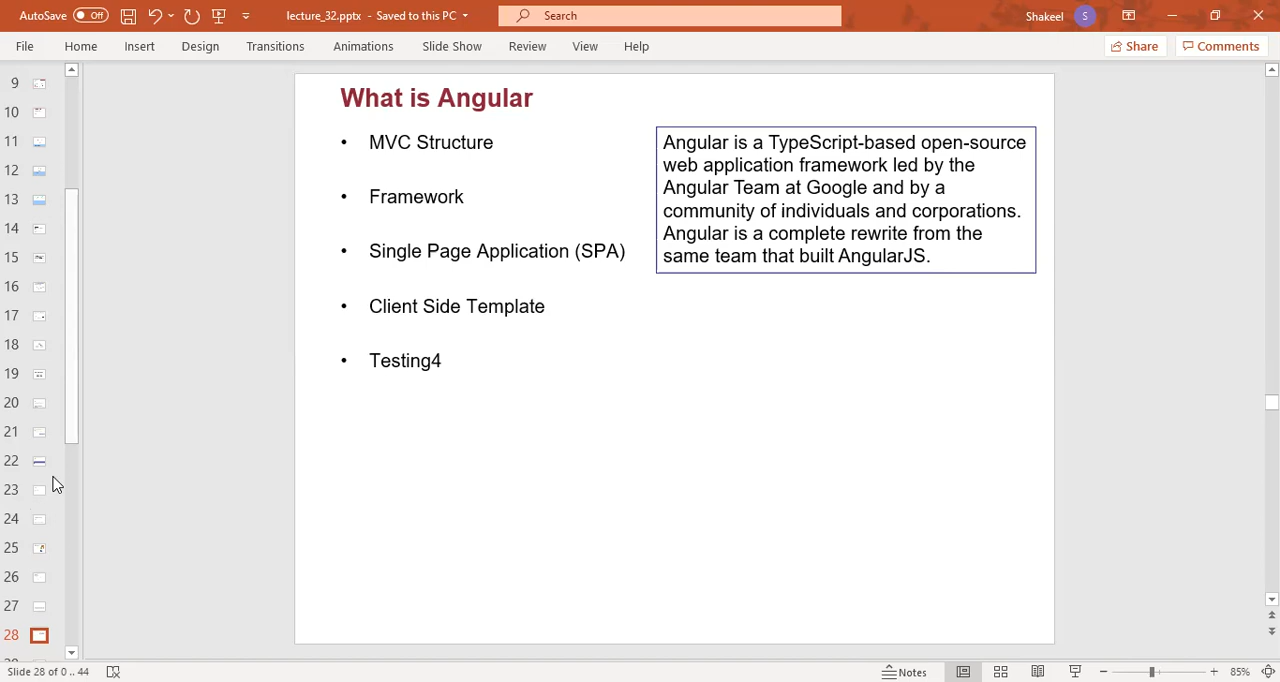 AutoSave Off lecture_32.pptx - Saved to this PC Search Shakeel S
File Home Insert Design Transitions Animations Slide Show Review View Help Share Comments
9
10
11
12
13
14
15
16
17
18
19
20
21
22
23
24
25
26
27
28
What is Angular
• MVC Structure
• Framework
• Single Page Application (SPA)
• Client Side Template
• Testing4
Angular is a TypeScript-based open-source
web application framework led by the
Angular Team at Google and by a
community of individuals and corporations.
Angular is a complete rewrite from the
same team that built AngularJS.
Slide 28 of 0 .. 44 Notes 85%